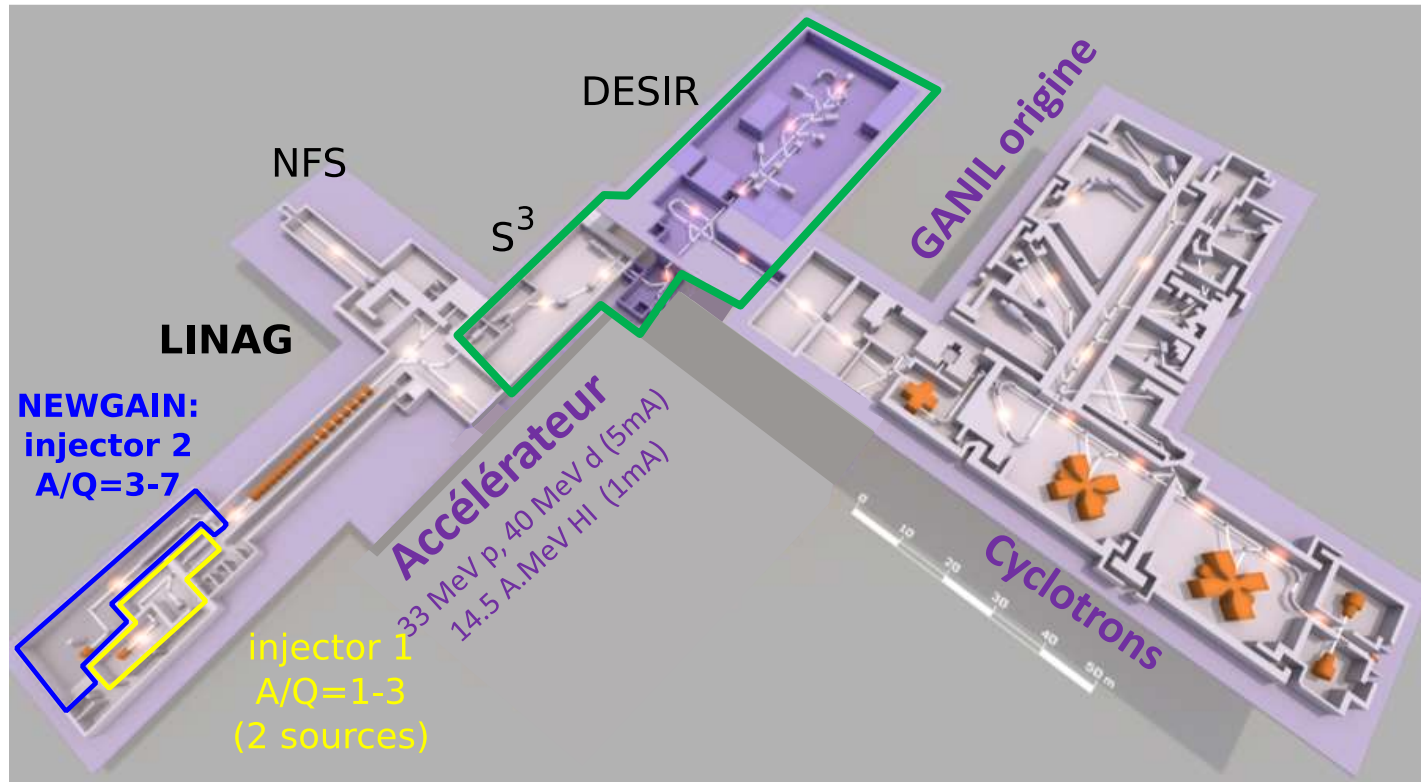 DESIR
NFS
S³
GANIL origine
LINAG
NEWGAIN:
injector 2
A/Q=3-7
Accélérateur
33 MeV p, 40 MeV d (5mA)
14.5 A.MeV HI (1mA)
injector 1
A/Q=1-3
(2 sources)
Cyclotrons
0
10
20
30
40
50 m